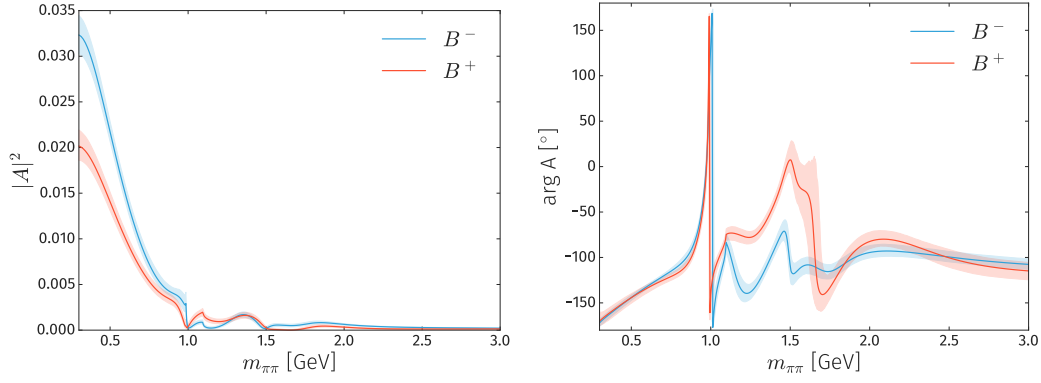 0.035
0.030
0.025
0.020
0.015
0.010
0.005
0.000
|A|²
0.5 1.0 1.5 2.0 2.5 3.0
m_ππ [GeV]
B⁻
B⁺
150
100
50
0
-50
-100
-150
arg A [°]
0.5 1.0 1.5 2.0 2.5 3.0
m_ππ [GeV]
B⁻
B⁺